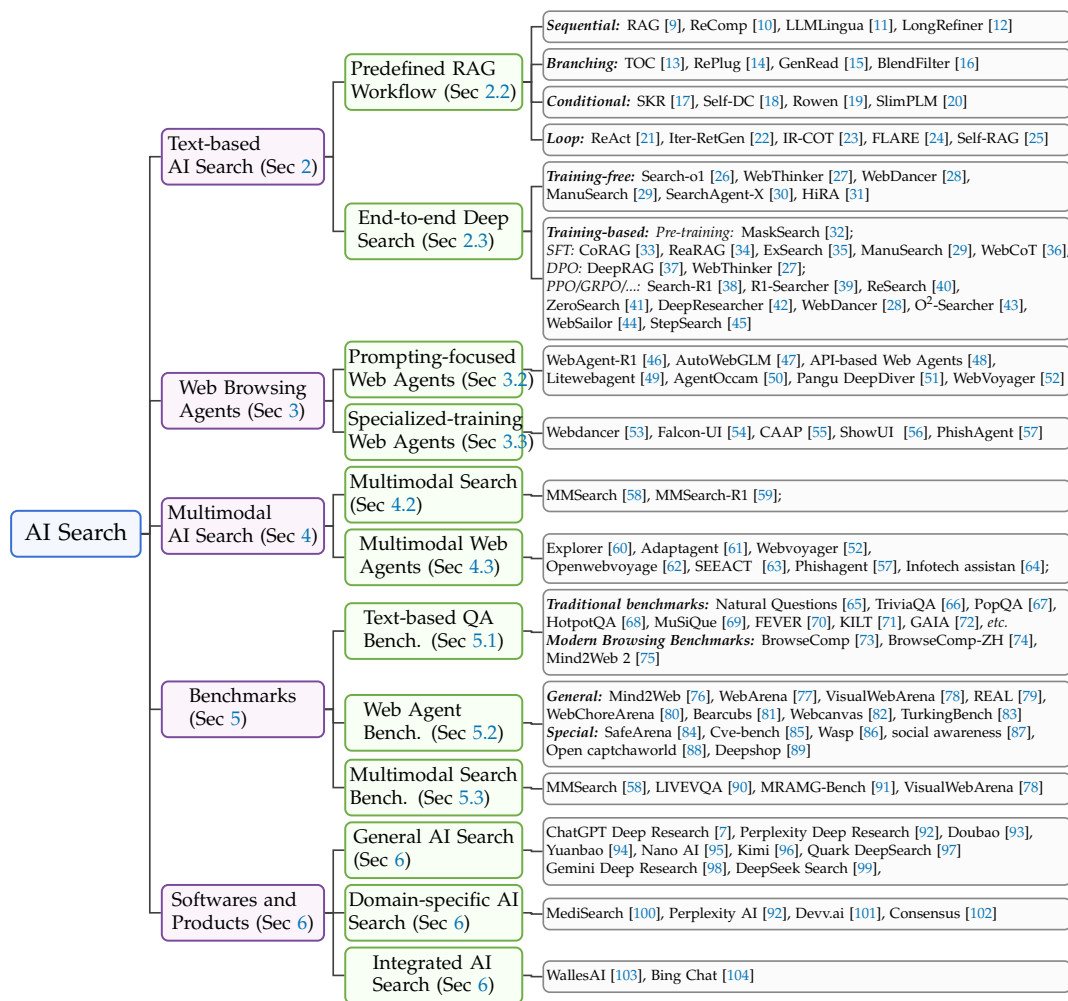 AI Search
Text-based
AI Search (Sec 2)
Predefined RAG
Workflow (Sec 2.2)
Sequential: RAG [9], ReComp [10], LLMLingua [11], LongRefiner [12]
Branching: TOC [13], RePlug [14], GenRead [15], BlendFilter [16]
Conditional: SKR [17], Self-DC [18], Rowen [19], SlimPLM [20]
Loop: ReAct [21], Iter-RetGen [22], IR-COT [23], FLARE [24], Self-RAG [25]
End-to-end Deep
Search (Sec 2.3)
Training-free: Search-o1 [26], WebThinker [27], WebDancer [28],
ManuSearch [29], SearchAgent-X [30], HiRA [31]
Training-based: Pre-training: MaskSearch [32];
SFT: CoRAG [33], ReaRAG [34], ExSearch [35], ManuSearch [29], WebCoT [36],
DPO: DeepRAG [37], WebThinker [27];
PPO/GRPO/...: Search-R1 [38], R1-Searcher [39], ReSearch [40],
ZeroSearch [41], DeepResearcher [42], WebDancer [28], O²-Searcher [43],
WebSailor [44], StepSearch [45]
Web Browsing
Agents (Sec 3)
Prompting-focused
Web Agents (Sec 3.2)
WebAgent-R1 [46], AutoWebGLM [47], API-based Web Agents [48],
Litewebagent [49], AgentOccam [50], Pangu DeepDiver [51], WebVoyager [52]
Specialized-training
Web Agents (Sec 3.3)
Webdancer [53], Falcon-UI [54], CAAP [55], ShowUI [56], PhishAgent [57]
Multimodal
AI Search (Sec 4)
Multimodal Search
(Sec 4.2)
MMSearch [58], MMSearch-R1 [59];
Multimodal Web
Agents (Sec 4.3)
Explorer [60], Adaptagent [61], Webvoyager [52],
Openwebvoyage [62], SEEACT [63], Phishagent [57], Infotech assistan [64];
Benchmarks
(Sec 5)
Text-based QA
Bench. (Sec 5.1)
Traditional benchmarks: Natural Questions [65], TriviaQA [66], PopQA [67],
HotpotQA [68], MuSiQue [69], FEVER [70], KILT [71], GAIA [72], etc.
Modern Browsing Benchmarks: BrowseComp [73], BrowseComp-ZH [74],
Mind2Web 2 [75]
Web Agent
Bench. (Sec 5.2)
General: Mind2Web [76], WebArena [77], VisualWebArena [78], REAL [79],
WebChoreArena [80], Bearcubs [81], Webcanvas [82], TurkingBench [83]
Special: SafeArena [84], Cve-bench [85], Wasp [86], social awareness [87],
Open captchaworld [88], Deepshop [89]
Multimodal Search
Bench. (Sec 5.3)
MMSearch [58], LIVEVQA [90], MRAMG-Bench [91], VisualWebArena [78]
Softwares and
Products (Sec 6)
General AI Search
(Sec 6)
ChatGPT Deep Research [7], Perplexity Deep Research [92], Doubao [93],
Yuanbao [94], Nano AI [95], Kimi [96], Quark DeepSearch [97]
Gemini Deep Research [98], DeepSeek Search [99],
Domain-specific AI
Search (Sec 6)
MediSearch [100], Perplexity AI [92], Devv.ai [101], Consensus [102]
Integrated AI
Search (Sec 6)
WallesAI [103], Bing Chat [104]